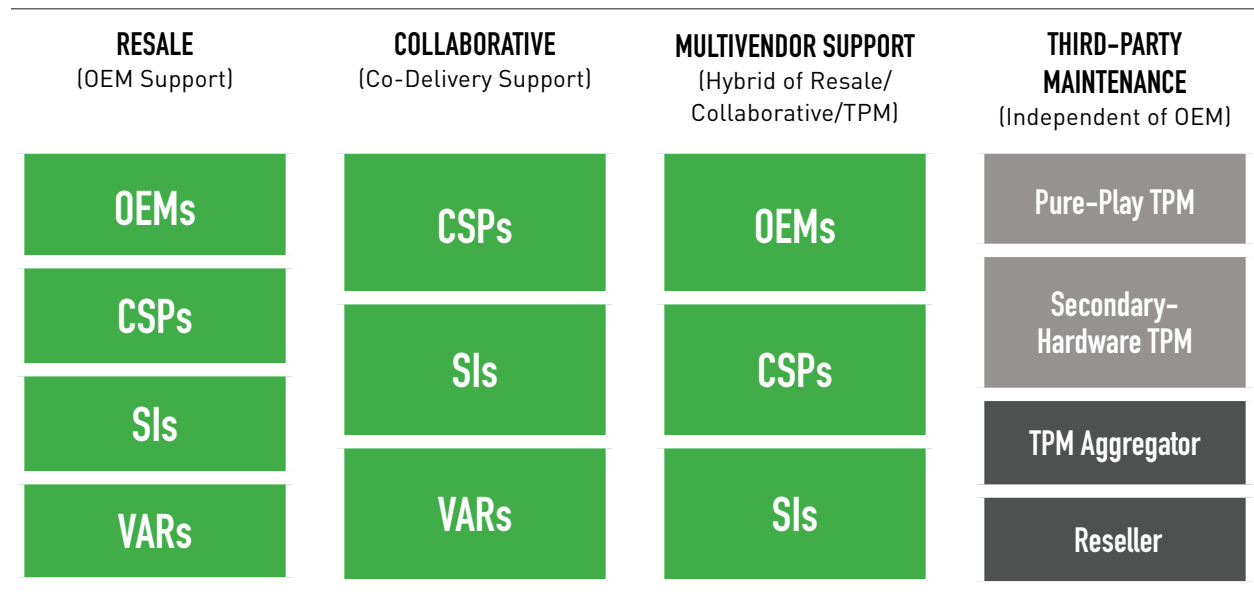 RESALE
(OEM Support)
OEMs
CSPs
SIs
VARs
COLLABORATIVE
(Co-Delivery Support)
CSPs
SIs
VARs
MULTIVENDOR SUPPORT
(Hybrid of Resale/
Collaborative/TPM)
OEMs
CSPs
SIs
THIRD-PARTY
MAINTENANCE
(Independent of OEM)
Pure-Play TPM
Secondary-
Hardware TPM
TPM Aggregator
Reseller